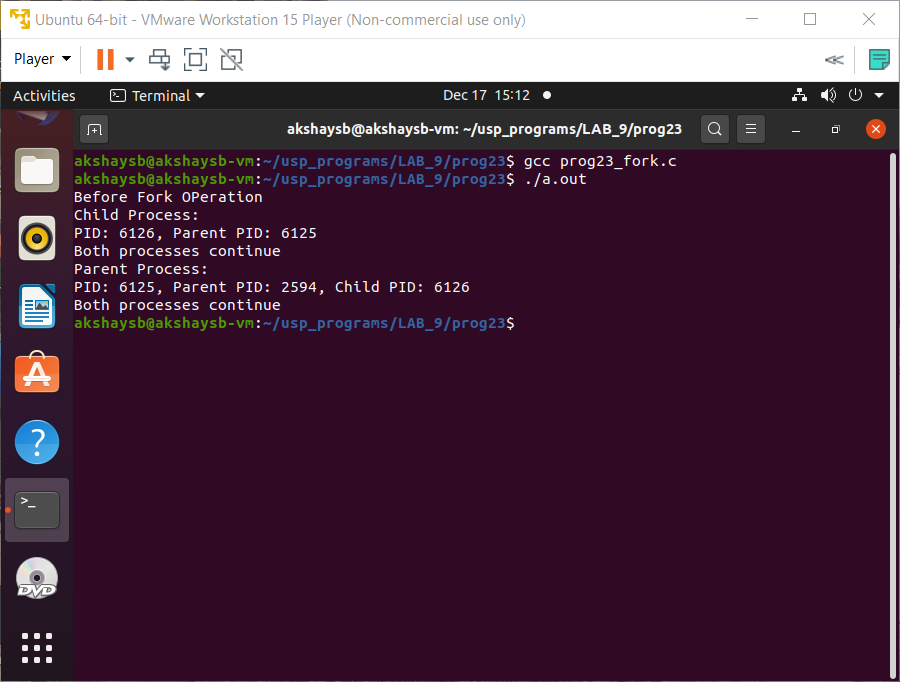 Ubuntu 64-bit - VMware Workstation 15 Player (Non-commercial use only)
Player
Activities
Terminal
Dec 17 15:12
akshaysb@akshaysb-vm: ~/usp_programs/LAB_9/prog23
akshaysb@akshaysb-vm:~/usp_programs/LAB_9/prog23$ gcc prog23_fork.c
akshaysb@akshaysb-vm:~/usp_programs/LAB_9/prog23$ ./a.out
Before Fork OPeration
Child Process:
PID: 6126, Parent PID: 6125
Both processes continue
Parent Process:
PID: 6125, Parent PID: 2594, Child PID: 6126
Both processes continue
akshaysb@akshaysb-vm:~/usp_programs/LAB_9/prog23$
A
?
>_
DVD